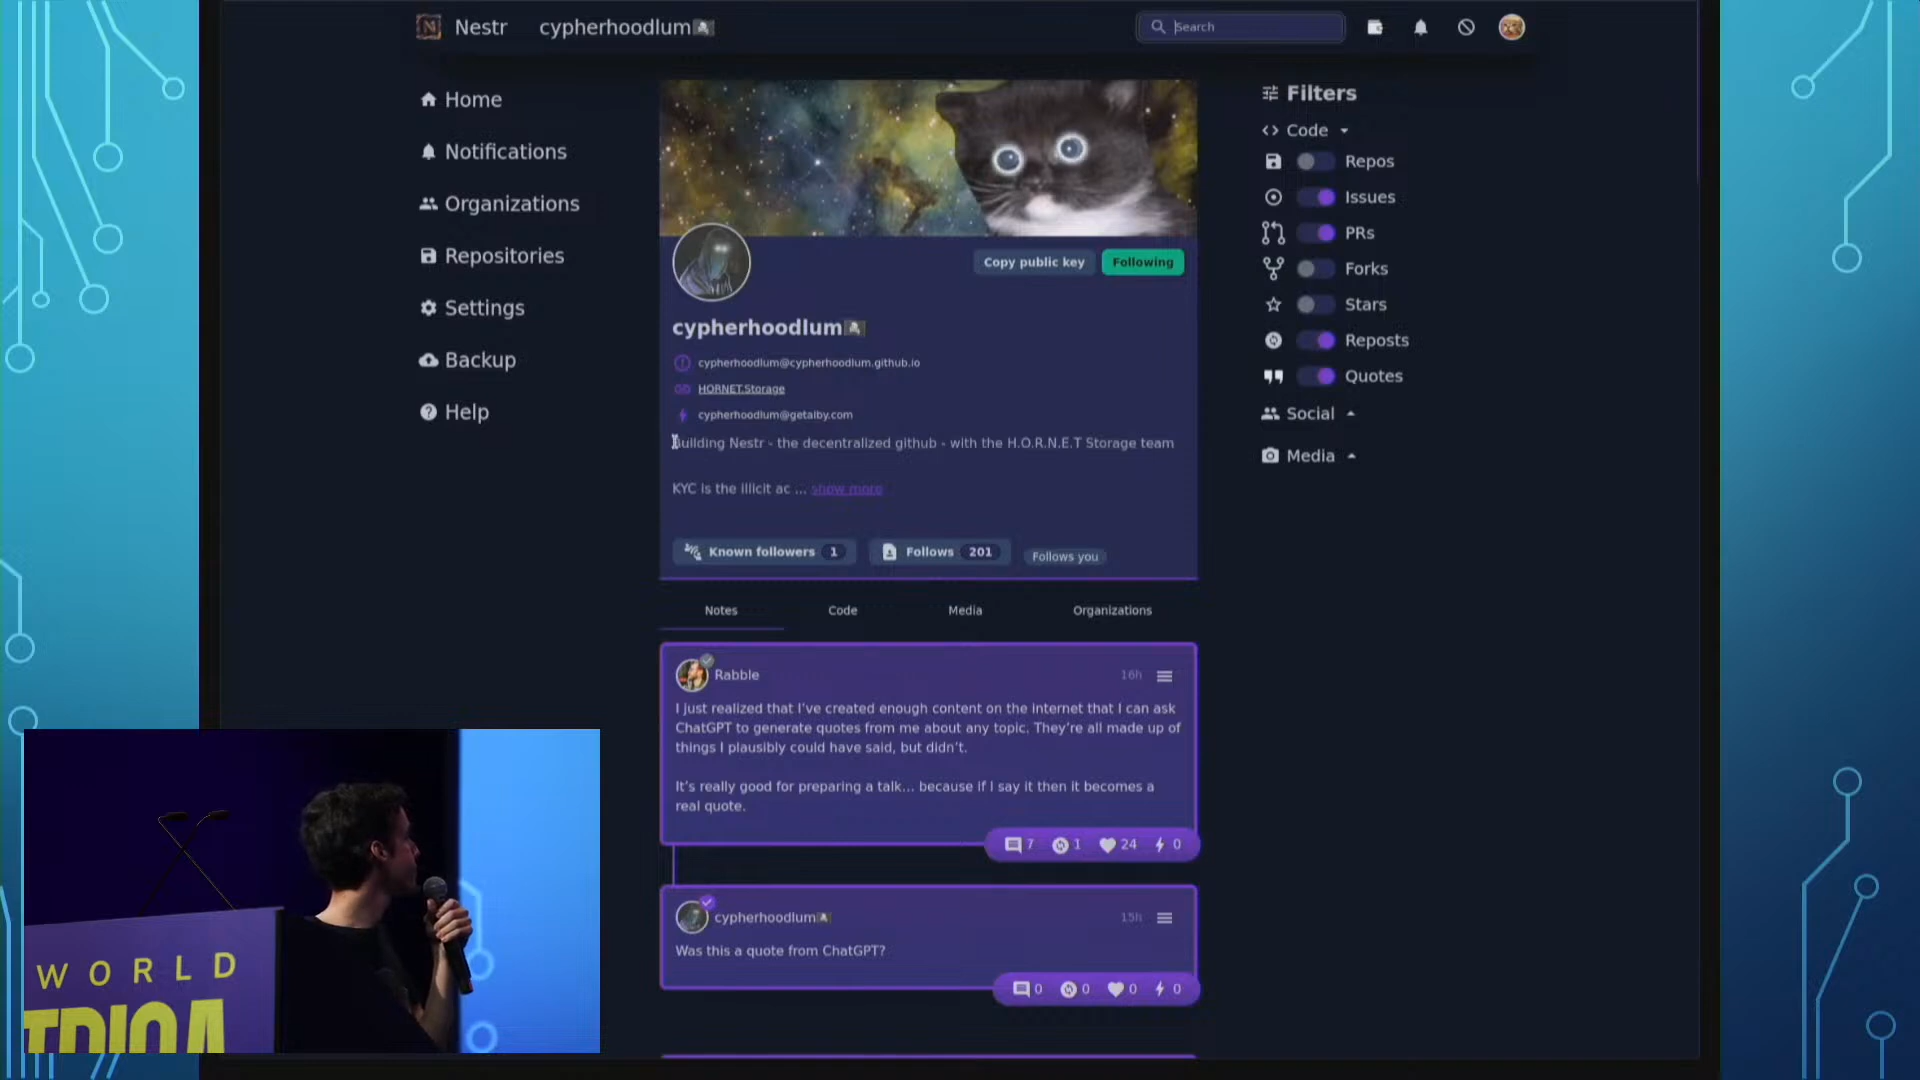 Nestr cypherhoodlum
Search
Home
Notifications
Organizations
Repositories
Settings
Backup
Help
Copy public key
Following
cypherhoodlum
cypherhoodlum@cypherhoodlum.github.io
HORNET.Storage
cypherhoodlum@getalby.com
Building Nestr - the decentralized github - with the H.O.R.N.E.T Storage team
KYC is the illicit ac ... show more
Known followers 1
Follows 201
Follows you
Notes
Code
Media
Organizations
Rabble
16h
I just realized that I've created enough content on the internet that I can ask
ChatGPT to generate quotes from me about any topic. They're all made up of
things I plausibly could have said, but didn't.
It's really good for preparing a talk... because if I say it then it becomes a
real quote.
7 1 24 0
cypherhoodlum
15h
Was this a quote from ChatGPT?
0 0 0 0
Filters
Code
Repos
Issues
PRs
Forks
Stars
Reposts
Quotes
Social
Media
WORLD